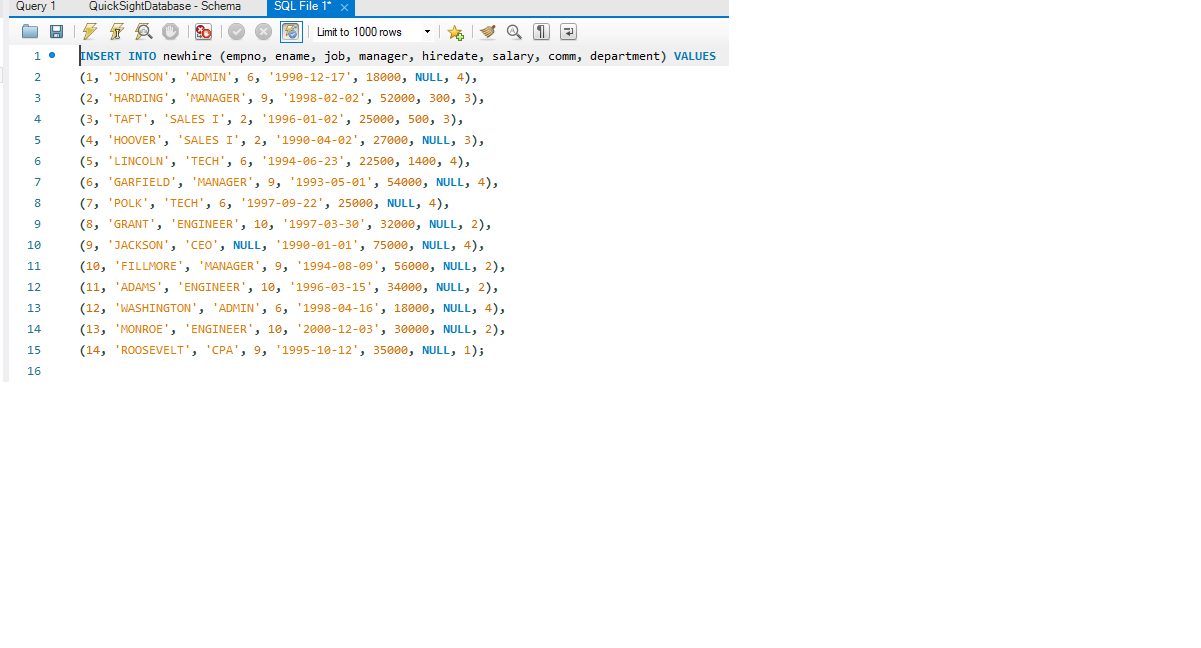 Query 1 QuickSightDatabase - Schema SQL File 1*
Limit to 1000 rows
1 INSERT INTO newhire (empno, ename, job, manager, hiredate, salary, comm, department) VALUES
2 (1, 'JOHNSON', 'ADMIN', 6, '1990-12-17', 18000, NULL, 4),
3 (2, 'HARDING', 'MANAGER', 9, '1998-02-02', 52000, 300, 3),
4 (3, 'TAFT', 'SALES I', 2, '1996-01-02', 25000, 500, 3),
5 (4, 'HOOVER', 'SALES I', 2, '1990-04-02', 27000, NULL, 3),
6 (5, 'LINCOLN', 'TECH', 6, '1994-06-23', 22500, 1400, 4),
7 (6, 'GARFIELD', 'MANAGER', 9, '1993-05-01', 54000, NULL, 4),
8 (7, 'POLK', 'TECH', 6, '1997-09-22', 25000, NULL, 4),
9 (8, 'GRANT', 'ENGINEER', 10, '1997-03-30', 32000, NULL, 2),
10 (9, 'JACKSON', 'CEO', NULL, '1990-01-01', 75000, NULL, 4),
11 (10, 'FILLMORE', 'MANAGER', 9, '1994-08-09', 56000, NULL, 2),
12 (11, 'ADAMS', 'ENGINEER', 10, '1996-03-15', 34000, NULL, 2),
13 (12, 'WASHINGTON', 'ADMIN', 6, '1998-04-16', 18000, NULL, 4),
14 (13, 'MONROE', 'ENGINEER', 10, '2000-12-03', 30000, NULL, 2),
15 (14, 'ROOSEVELT', 'CPA', 9, '1995-10-12', 35000, NULL, 1);
16